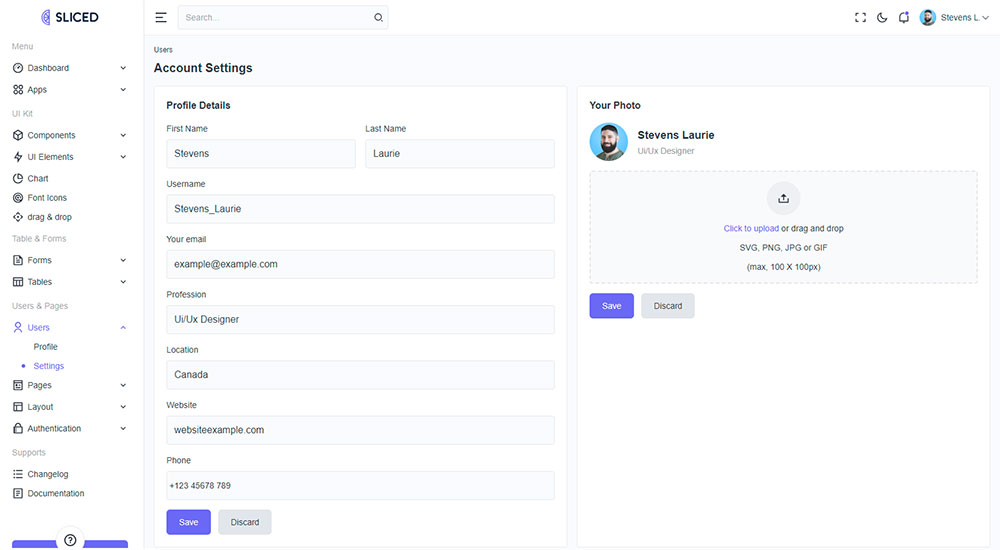 SLICED
Search...
Stevens L.
Menu
Dashboard
Apps
UI Kit
Components
UI Elements
Chart
Font Icons
drag & drop
Table & Forms
Forms
Tables
Users & Pages
Users
Profile
Settings
Pages
Layout
Authentication
Supports
Changelog
Documentation
Users
Account Settings
Profile Details
First Name
Last Name
Stevens
Laurie
Username
Stevens_Laurie
Your email
example@example.com
Profession
Ui/Ux Designer
Location
Canada
Website
websiteexample.com
Phone
+123 45678 789
Save
Discard
Your Photo
Stevens Laurie
Ui/Ux Designer
Click to upload or drag and drop
SVG, PNG, JPG or GIF
(max, 100 X 100px)
Save
Discard